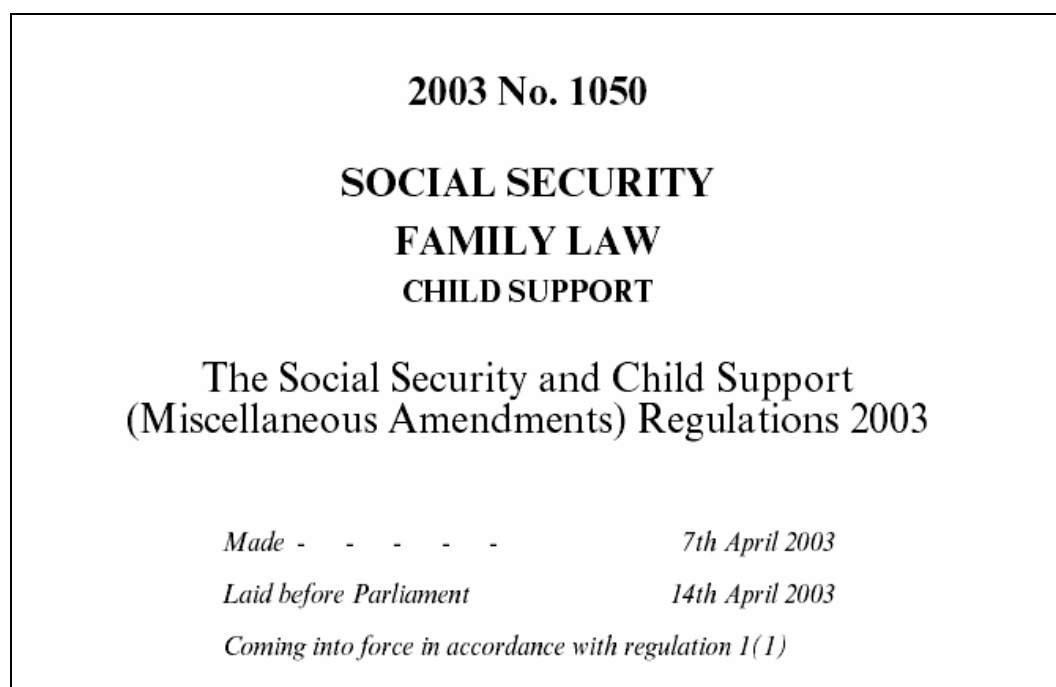 2003 No. 1050
SOCIAL SECURITY
FAMILY LAW
CHILD SUPPORT
The Social Security and Child Support
(Miscellaneous Amendments) Regulations 2003
Made - - - - - 7th April 2003
Laid before Parliament 14th April 2003
Coming into force in accordance with regulation 1(1)